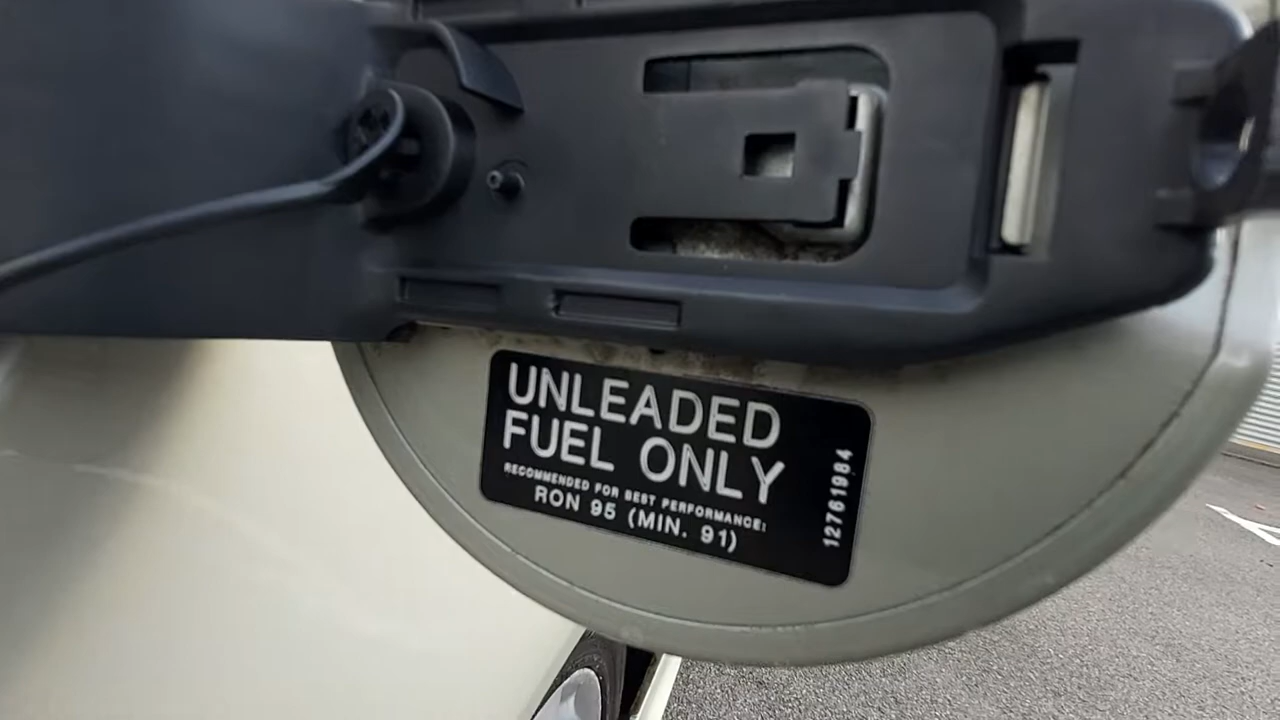 UNLEADED
FUEL ONLY
RECOMMENDED FOR BEST PERFORMANCE:
RON 95 (MIN. 91)
12761984